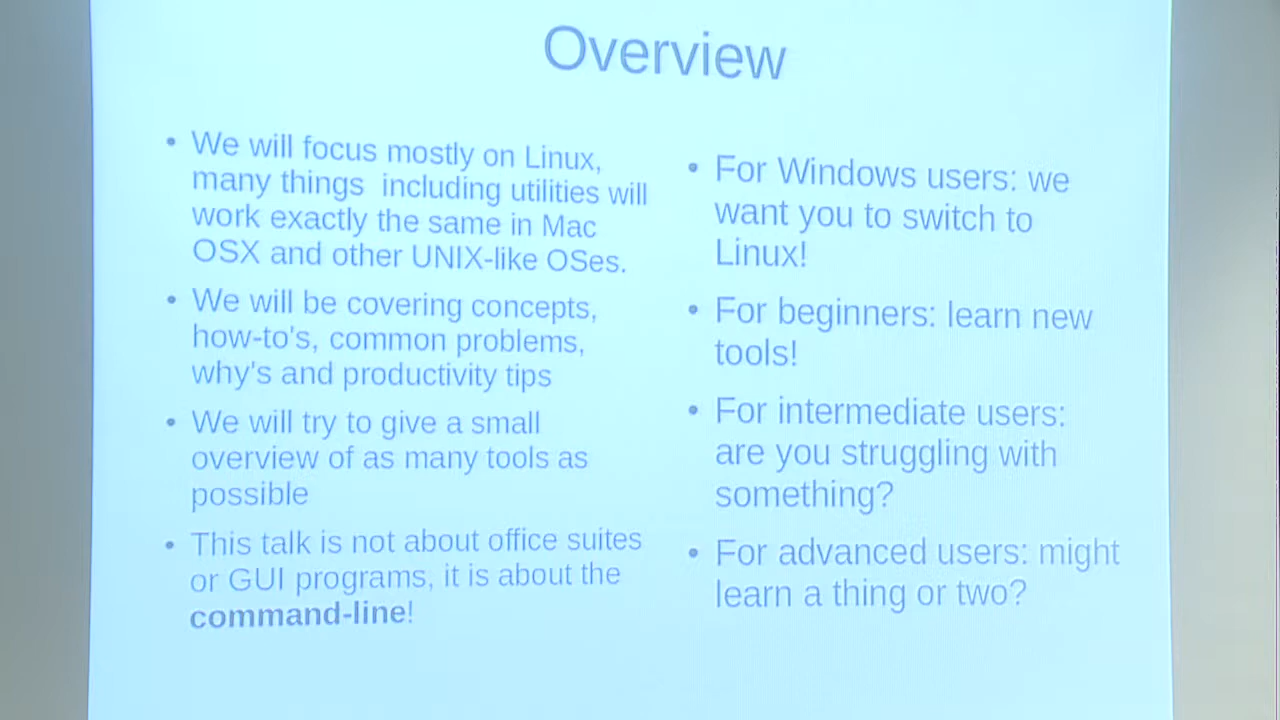 Overview
• We will focus mostly on Linux,
many things  including utilities will
work exactly the same in Mac
OSX and other UNIX-like OSes.
• We will be covering concepts,
how-to's, common problems,
why's and productivity tips
• We will try to give a small
overview of as many tools as
possible
• This talk is not about office suites
or GUI programs, it is about the
command-line!
• For Windows users: we
want you to switch to
Linux!
• For beginners: learn new
tools!
• For intermediate users:
are you struggling with
something?
• For advanced users: might
learn a thing or two?